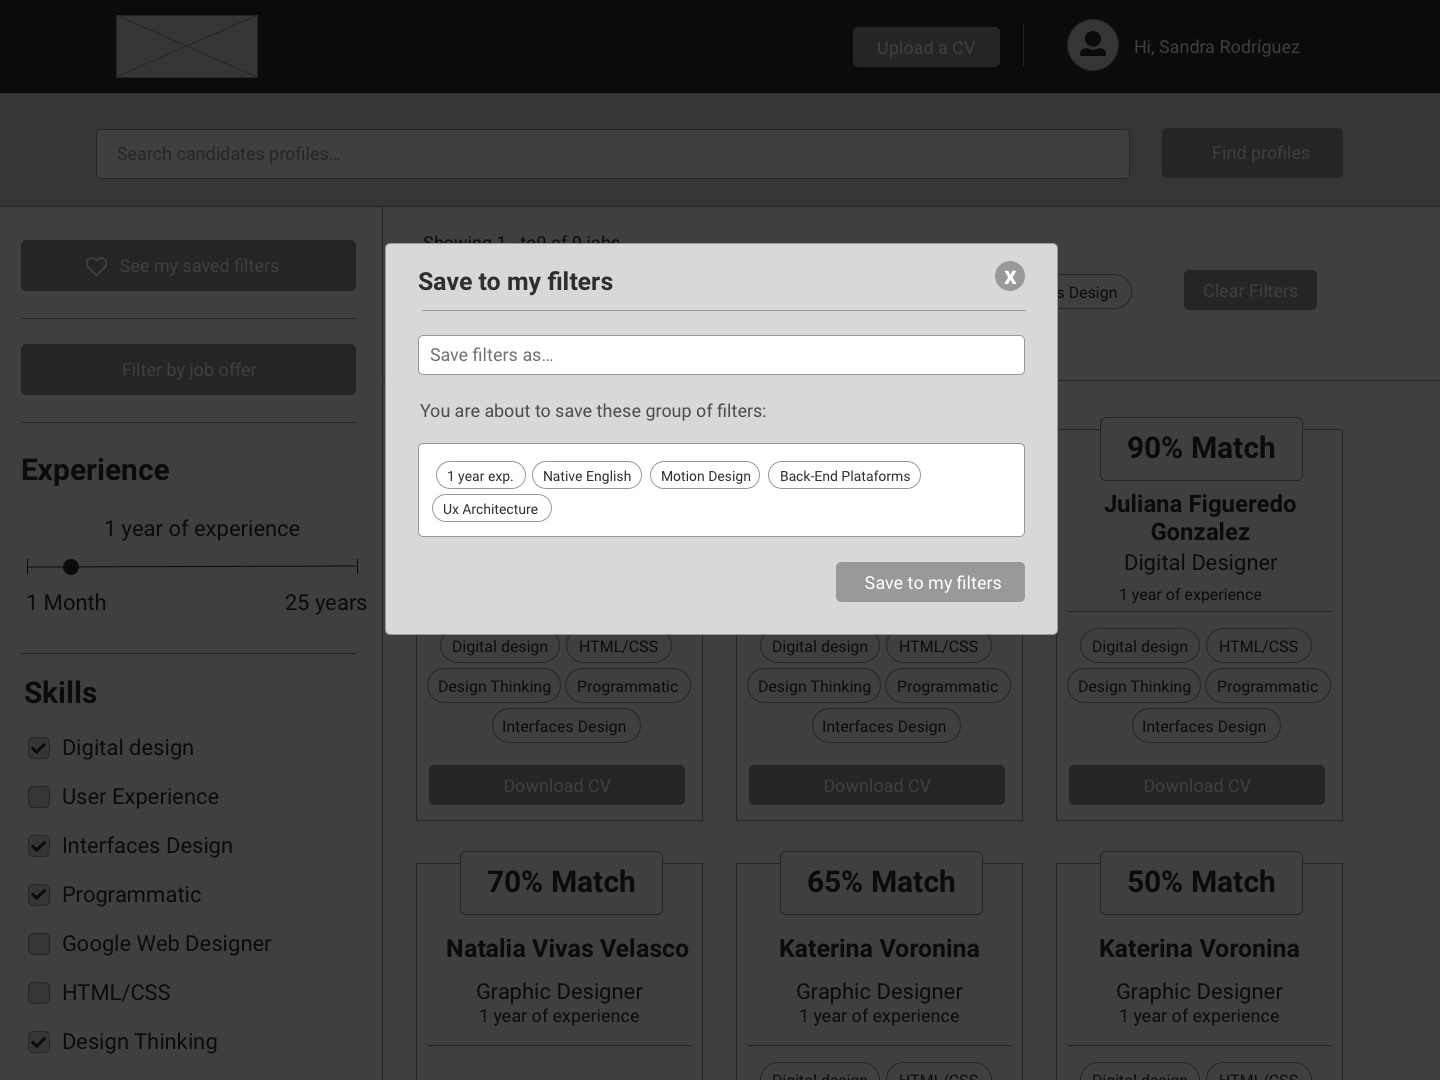 Upload a CV
Hi, Sandra Rodríguez
Search candidates profiles...
Find profiles
See my saved filters
Filter by job offer
Experience
1 year of experience
1 Month
25 years
Skills
Digital design
User Experience
Interfaces Design
Programmatic
Google Web Designer
HTML/CSS
Design Thinking
Showing 1 - to9 of 9 jobs
s Design
Clear Filters
Save to my filters
X
Save filters as...
You are about to save these group of filters:
1 year exp.
Native English
Motion Design
Back-End Plataforms
Ux Architecture
Save to my filters
Digital design
HTML/CSS
Design Thinking
Programmatic
Interfaces Design
Download CV
Digital design
HTML/CSS
Design Thinking
Programmatic
Interfaces Design
Download CV
90% Match
Juliana Figueredo
Gonzalez
Digital Designer
1 year of experience
Digital design
HTML/CSS
Design Thinking
Programmatic
Interfaces Design
Download CV
70% Match
Natalia Vivas Velasco
Graphic Designer
1 year of experience
65% Match
Katerina Voronina
Graphic Designer
1 year of experience
Digital design
HTML/CSS
50% Match
Katerina Voronina
Graphic Designer
1 year of experience
Digital design
HTML/CSS